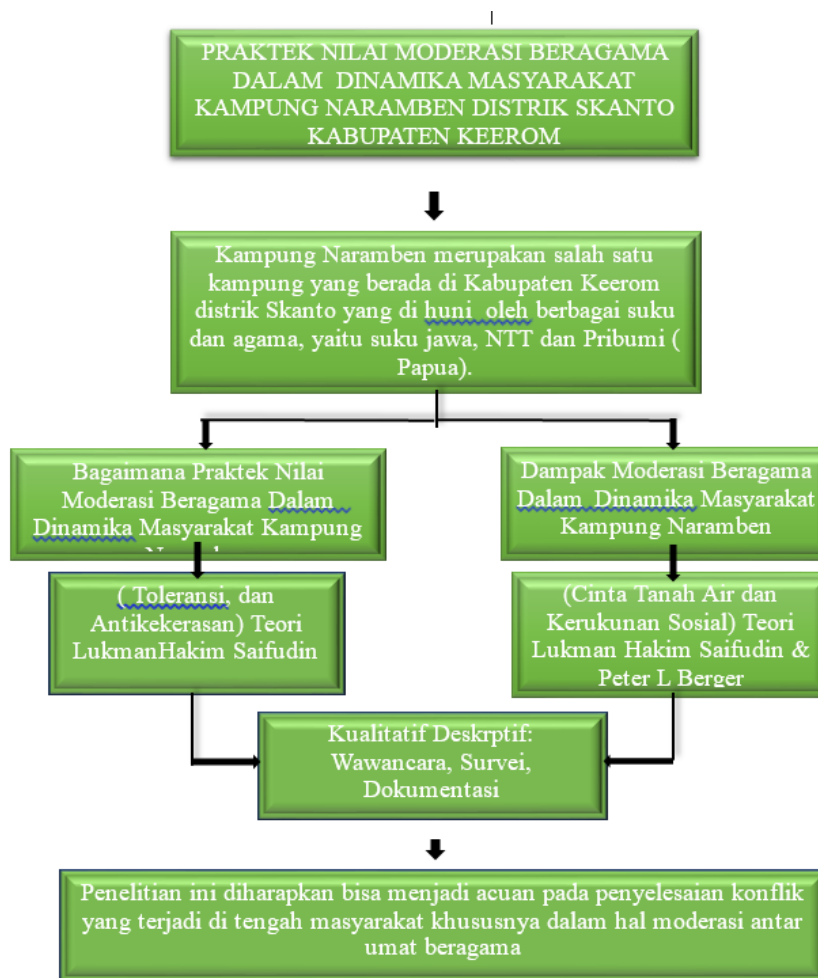 PRAKTEK NILAI MODERASI BERAGAMA
DALAM DINAMIKA MASYARAKAT
KAMPUNG NARAMBEN DISTRIK SKANTO
KABUPATEN KEEROM
Kampung Naramben merupakan salah satu
kampung yang berada di Kabupaten Keerom
distrik Skanto yang di huni oleh berbagai suku
dan agama, yaitu suku jawa, NTT dan Pribumi (
Papua).
Bagaimana Praktek Nilai
Moderasi Beragama Dalam
Dinamika Masyarakat Kampung
Dampak Moderasi Beragama
Dalam Dinamika Masyarakat
Kampung Naramben
( Toleransi, dan
Antikekerasan) Teori
LukmanHakim Saifudin
(Cinta Tanah Air dan
Kerukunan Sosial) Teori
Lukman Hakim Saifudin &
Peter L Berger
Kualitatif Deskrptif:
Wawancara, Survei,
Dokumentasi
Penelitian ini diharapkan bisa menjadi acuan pada penyelesaian konflik
yang terjadi di tengah masyarakat khususnya dalam hal moderasi antar
umat beragama